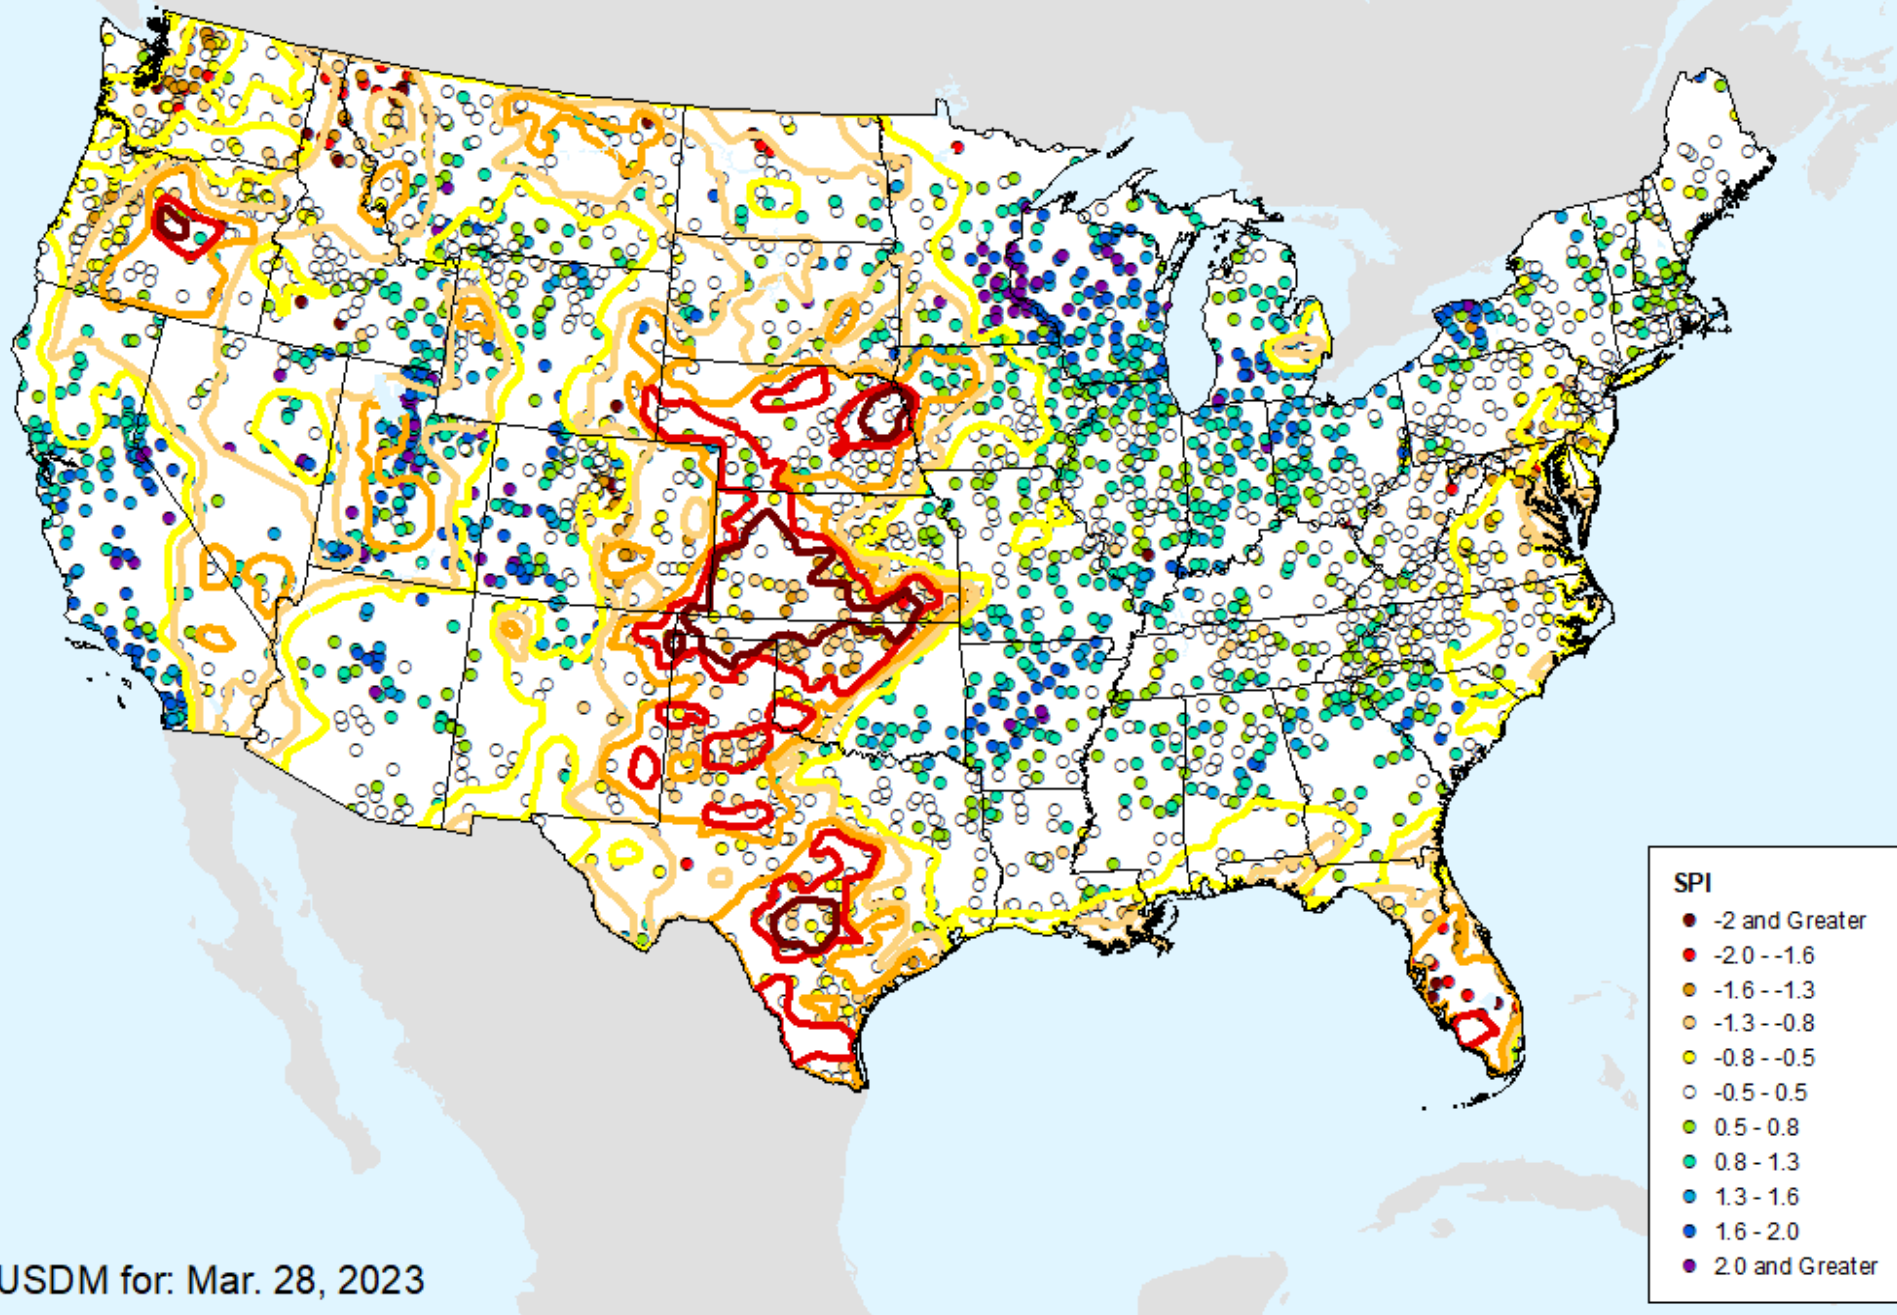 SPI
-2 and Greater
-2.0 - -1.6
-1.6 - -1.3
-1.3 - -0.8
-0.8 - -0.5
-0.5 - 0.5
0.5 - 0.8
0.8 - 1.3
1.3 - 1.6
1.6 - 2.0
2.0 and Greater
USDM for: Mar. 28, 2023